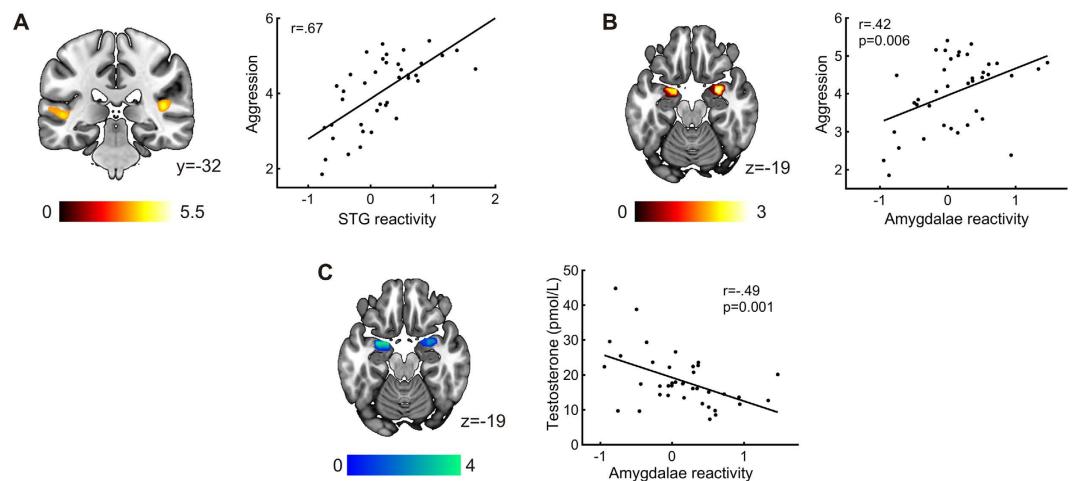 A
y=-32
0 5.5
r=.67
Aggression
6
4
2
-1 0 1 2
STG reactivity
B
z=-19
0 3
r=.42
p=0.006
Aggression
6
5
4
3
2
-1 0 1
Amygdalae reactivity
C
z=-19
0 4
r=-.49
p=0.001
Testosterone (pmol/L)
50
40
30
20
10
0
-1 0 1
Amygdalae reactivity